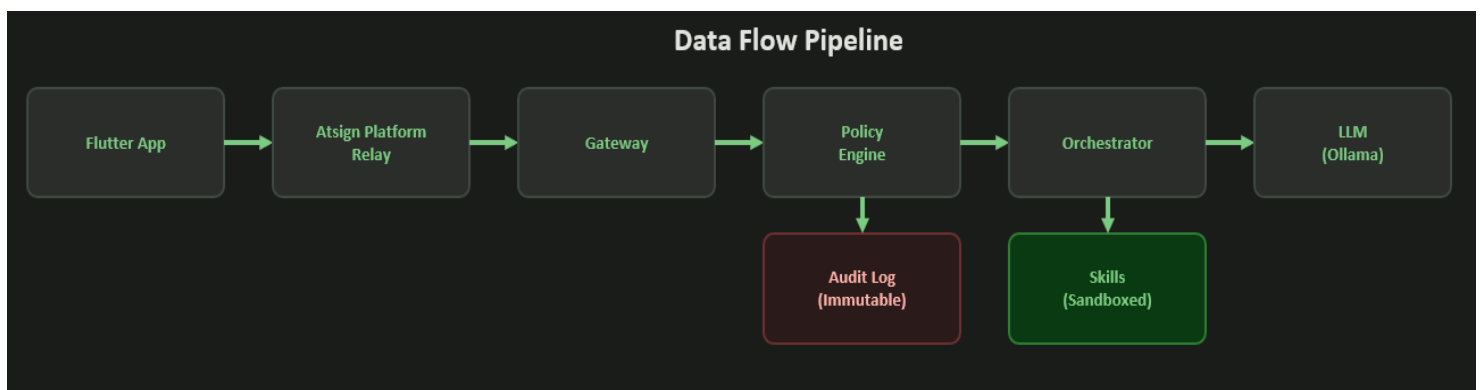 Data Flow Pipeline
Flutter App
Atsign Platform
Relay
Gateway
Policy
Engine
Orchestrator
LLM
(Ollama)
Audit Log
(Immutable)
Skills
(Sandboxed)